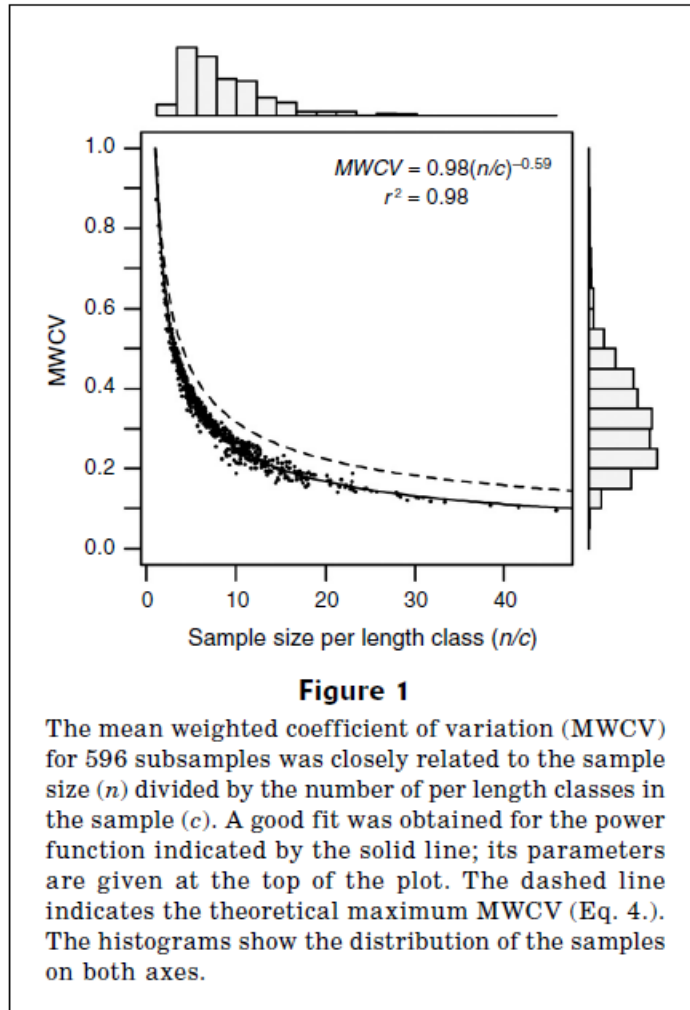 MWCV = 0.98(n/c)–0.59
r2 = 0.98
1.0
0.8
0.6
0.4
0.2
0.0
MWCV
0 10 20 30 40
Sample size per length class (n/c)
Figure 1
The mean weighted coefficient of variation (MWCV)
for 596 subsamples was closely related to the sample
size (n) divided by the number of per length classes in
the sample (c). A good fit was obtained for the power
function indicated by the solid line; its parameters
are given at the top of the plot. The dashed line
indicates the theoretical maximum MWCV (Eq. 4.).
The histograms show the distribution of the samples
on both axes.